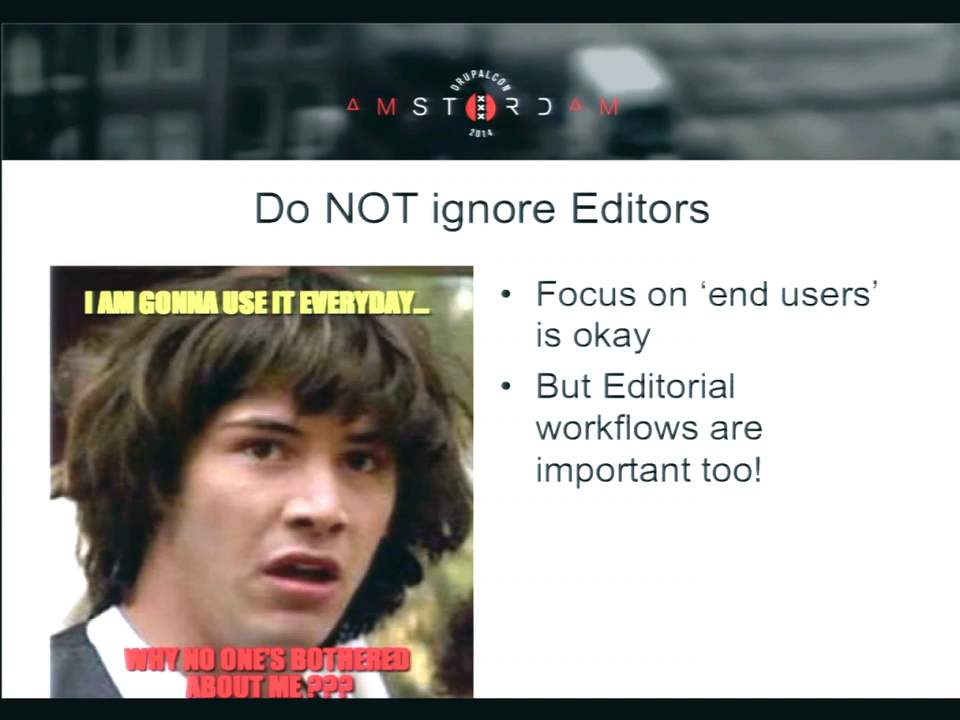 DRUPALCON
AMSTERDAM
2014
Do NOT ignore Editors
I AM GONNA USE IT EVERYDAY...
WHY NO ONE'S BOTHERED
ABOUT ME ???
• Focus on ‘end users’
is okay
• But Editorial
workflows are
important too!